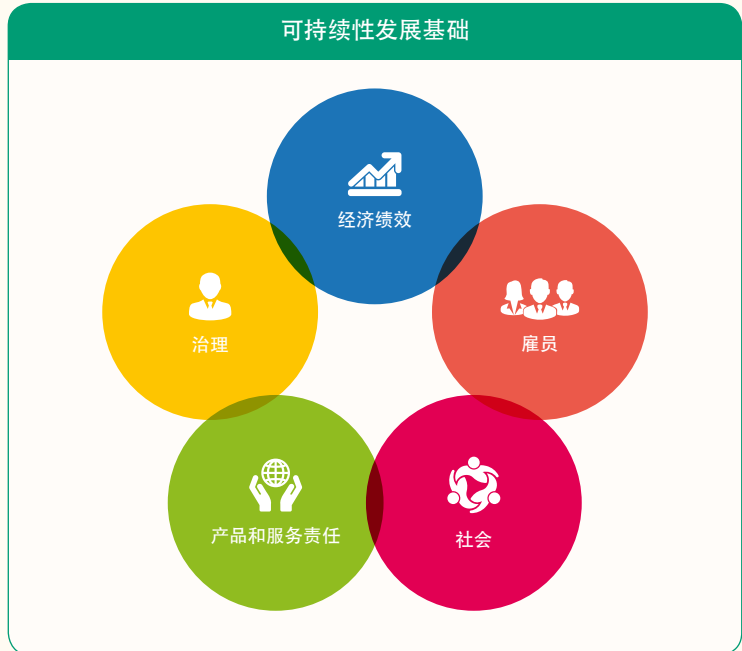 可持续性发展基础
经济绩效
治理
雇员
产品和服务责任
社会